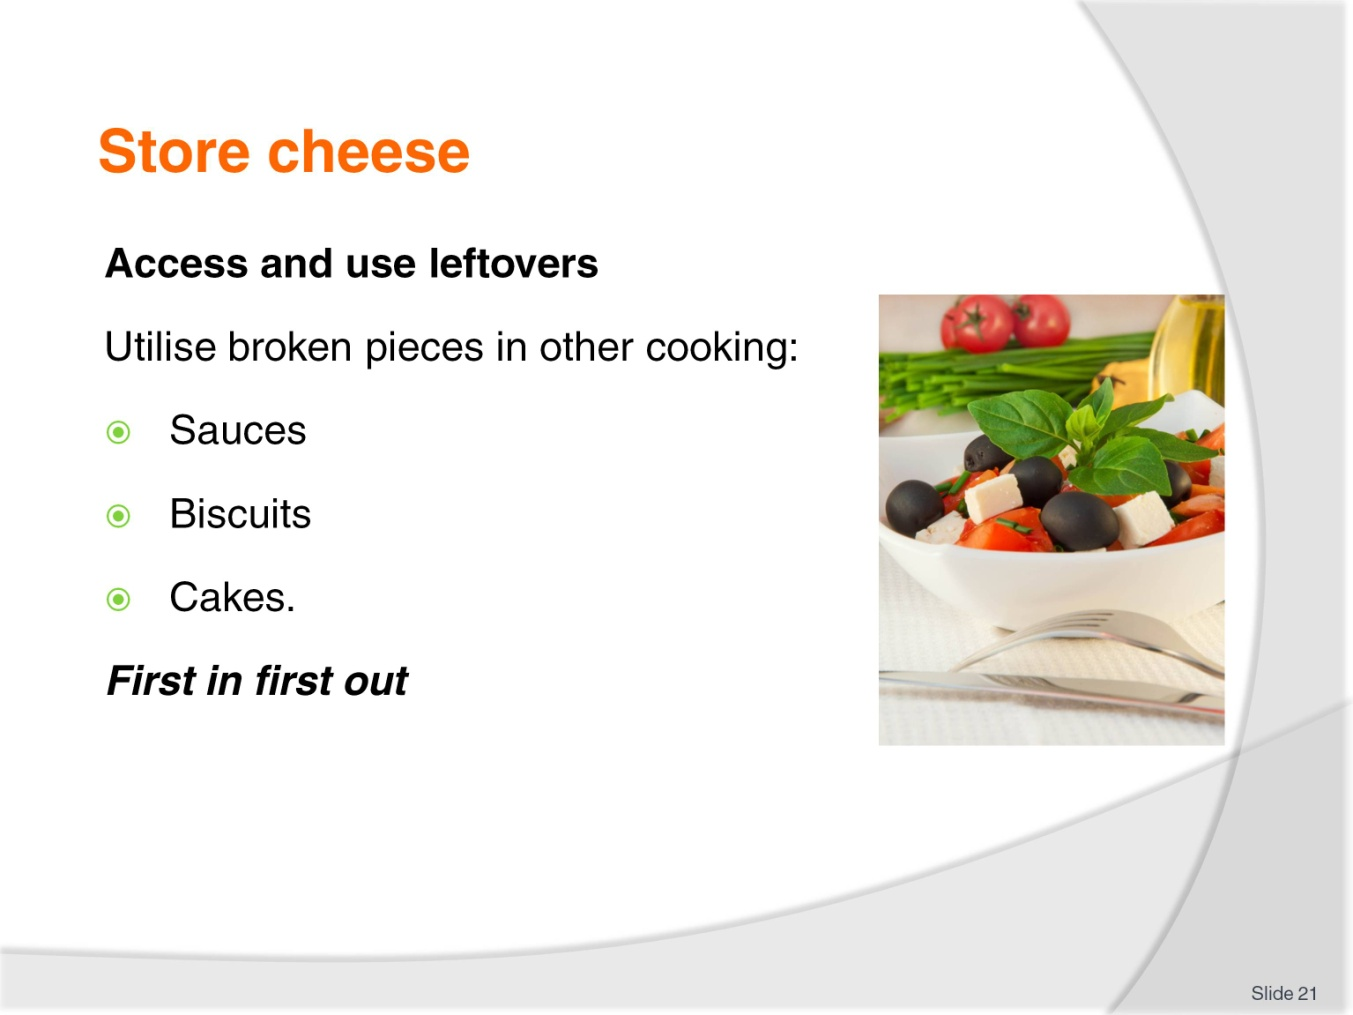 Store cheese
Access and use leftovers
Utilise broken pieces in other cooking:
Sauces
Biscuits
Cakes.
First in first out
Slide 21